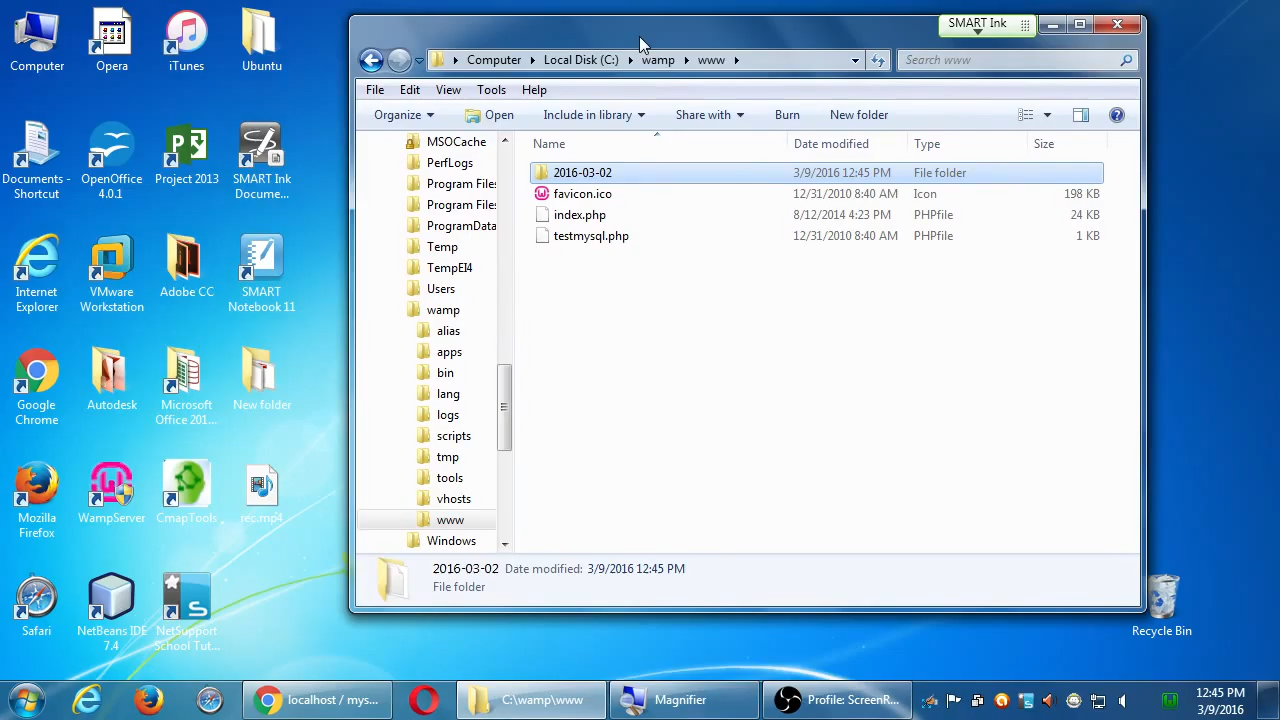 Computer
Opera
iTunes
Ubuntu
Documents - Shortcut
OpenOffice 4.0.1
Project 2013
SMART Ink Docume...
Internet Explorer
VMware Workstation
Adobe CC
SMART Notebook 11
Google Chrome
Autodesk
Microsoft Office 201...
New folder
Mozilla Firefox
WampServer
CmapTools
rec.mp4
Safari
NetBeans IDE 7.4
NetSupport School Tut...
SMART Ink
Computer Local Disk (C:) wamp www
Search www
File Edit View Tools Help
Organize Open Include in library Share with Burn New folder
MSOCache
PerfLogs
Program Files
Program Files
ProgramData
Temp
TempEI4
Users
wamp
alias
apps
bin
lang
logs
scripts
tmp
tools
vhosts
www
Windows
Name Date modified Type Size
2016-03-02 3/9/2016 12:45 PM File folder
favicon.ico 12/31/2010 8:40 AM Icon 198 KB
index.php 8/12/2014 4:23 PM PHPfile 24 KB
testmysql.php 12/31/2010 8:40 AM PHPfile 1 KB
2016-03-02 Date modified: 3/9/2016 12:45 PM
File folder
Recycle Bin
localhost / mys...
C:\wamp\www
Magnifier
Profile: ScreenR...
12:45 PM
3/9/2016